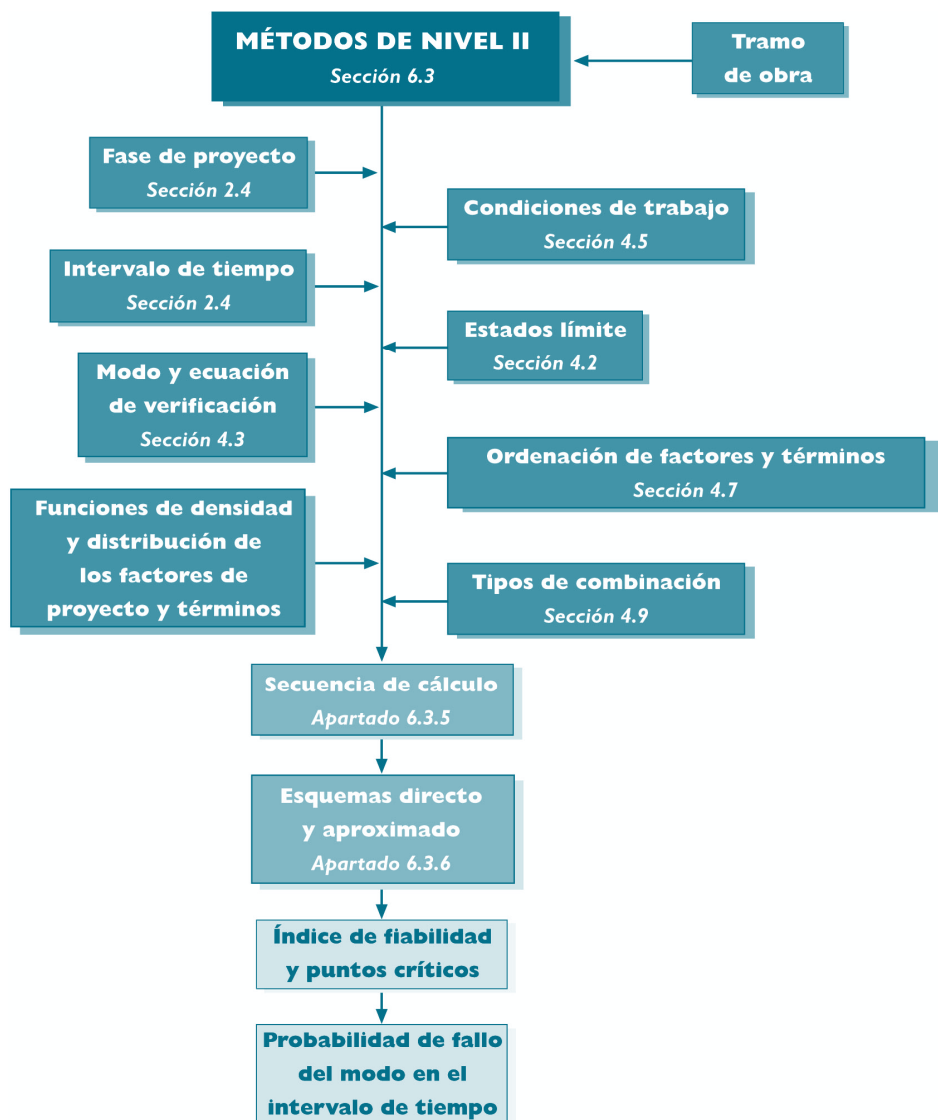 MÉTODOS DE NIVEL II
Sección 6.3
Tramo
de obra
Fase de proyecto
Sección 2.4
Condiciones de trabajo
Sección 4.5
Intervalo de tiempo
Sección 2.4
Estados límite
Sección 4.2
Modo y ecuación
de verificación
Sección 4.3
Ordenación de factores y términos
Sección 4.7
Funciones de densidad
y distribución de
los factores de
proyecto y términos
Tipos de combinación
Sección 4.9
Secuencia de cálculo
Apartado 6.3.5
Esquemas directo
y aproximado
Apartado 6.3.6
Índice de fiabilidad
y puntos críticos
Probabilidad de fallo
del modo en el
intervalo de tiempo